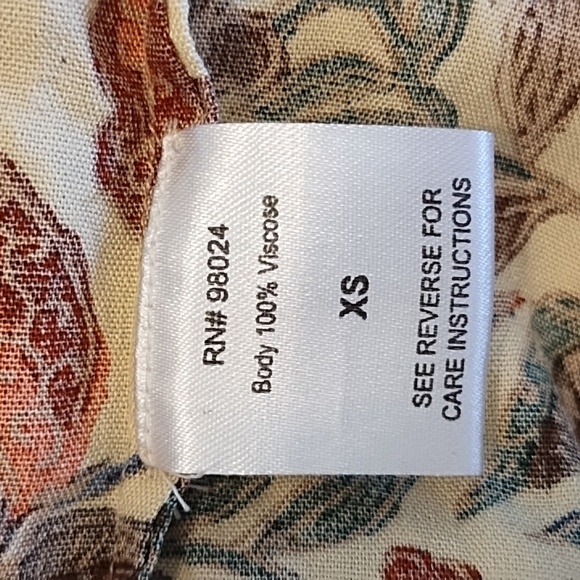 RN# 98024
Body 100% Viscose
XS
SEE REVERSE FOR
CARE INSTRUCTIONS